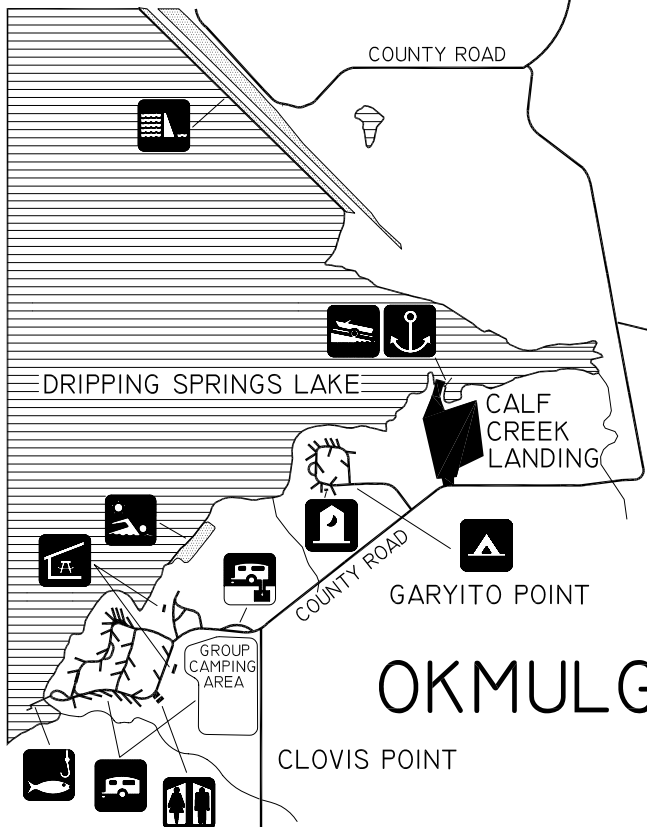 COUNTY ROAD
DRIPPING SPRINGS LAKE
CALF
CREEK
LANDING
COUNTY ROAD
GARYITO POINT
GROUP
CAMPING
AREA
OKMULG
CLOVIS POINT